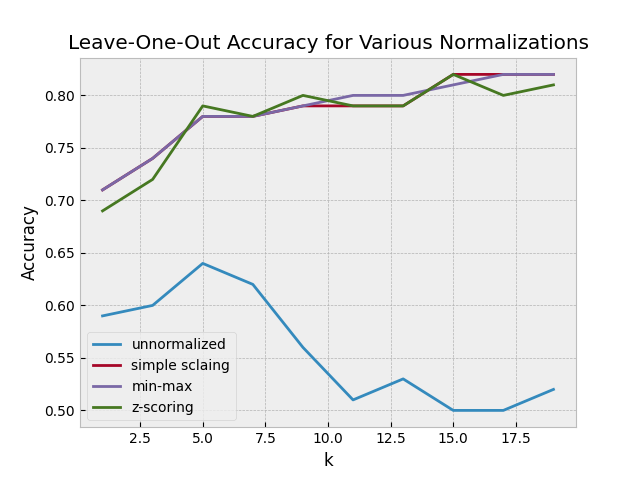 Leave-One-Out Accuracy for Various Normalizations
0.80
0.75
0.70
0.65
0.60
0.55
0.50
Accuracy
unnormalized
simple sclaing
min-max
z-scoring
2.5 5.0 7.5 10.0 12.5 15.0 17.5
k